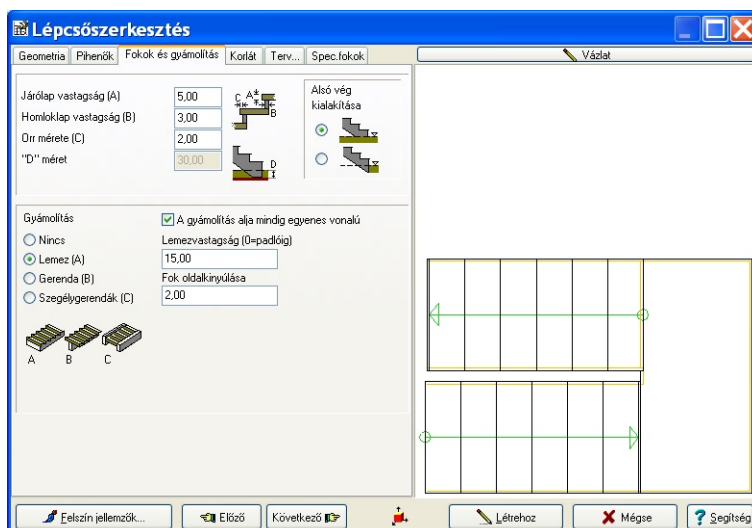 Lépcsőszerkesztés
Geometria Pihenők Fokok és gyámolítás Korlát Terv... Spec.fokok
Vázlat
Járólap vastagság (A) 5,00
Homloklap vastagság (B) 3,00
Orr mérete (C) 2,00
"D" méret 30,00
C A
B
D
Alsó vég
kialakítása
Gyámolítás
Nincs
Lemez (A)
Gerenda (B)
Szegélygerendák (C)
A gyámolítás alja mindig egyenes vonalú
Lemezvastagság (0=padlóig)
15,00
Fok oldalkinyúlása
2,00
A B C
Felszín jellemzők...
Előző
Következő
Létrehoz
Mégse
? Segítség